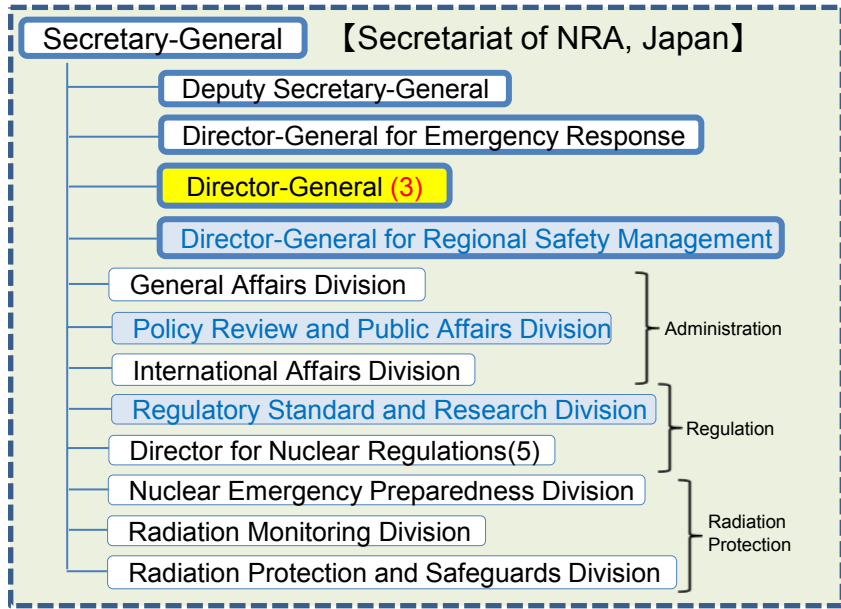 Secretary-General 【Secretariat of NRA, Japan】
Deputy Secretary-General
Director-General for Emergency Response
Director-General (3)
Director-General for Regional Safety Management
General Affairs Division
Policy Review and Public Affairs Division
Administration
International Affairs Division
Regulatory Standard and Research Division
Regulation
Director for Nuclear Regulations(5)
Nuclear Emergency Preparedness Division
Radiation Monitoring Division
Radiation
Protection
Radiation Protection and Safeguards Division